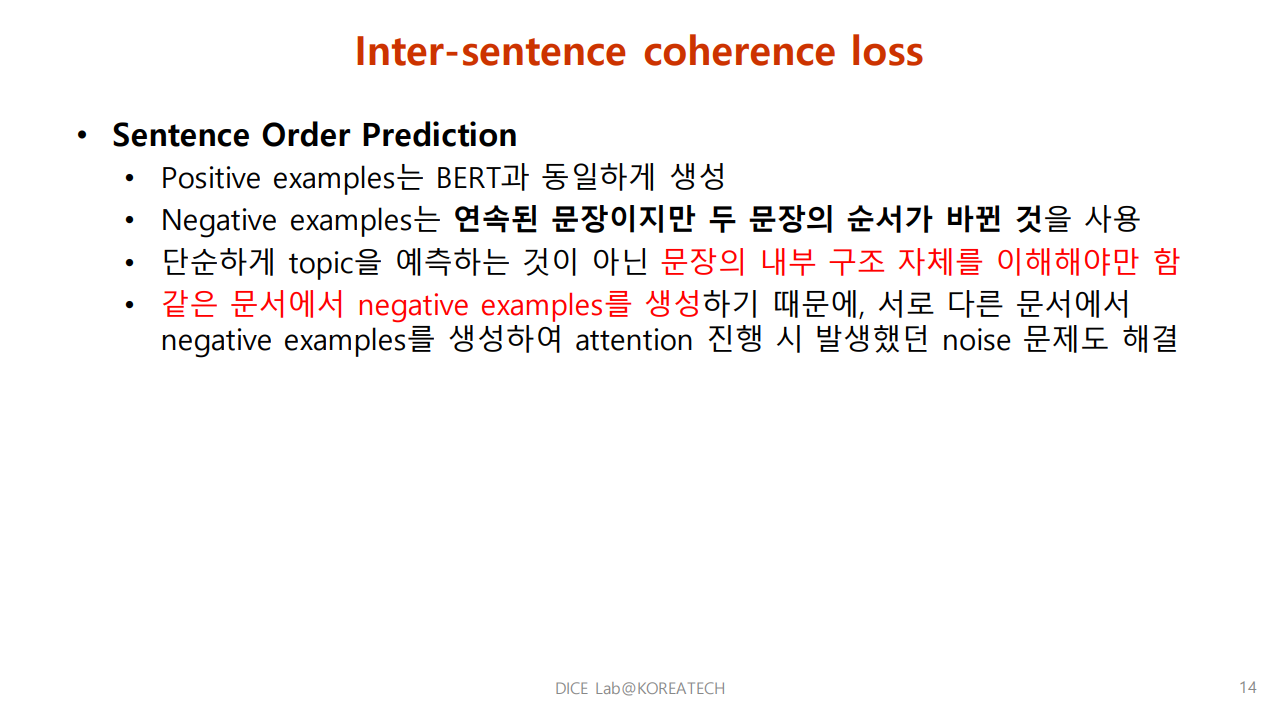 Inter-sentence coherence loss
• Sentence Order Prediction
• Positive examples는 BERT과 동일하게 생성
• Negative examples는 연속된 문장이지만 두 문장의 순서가 바뀐 것을 사용
• 단순하게 topic을 예측하는 것이 아닌 문장의 내부 구조 자체를 이해해야만 함
• 같은 문서에서 negative examples를 생성하기 때문에, 서로 다른 문서에서
negative examples를 생성하여 attention 진행 시 발생했던 noise 문제도 해결
DICE Lab@KOREATECH
14